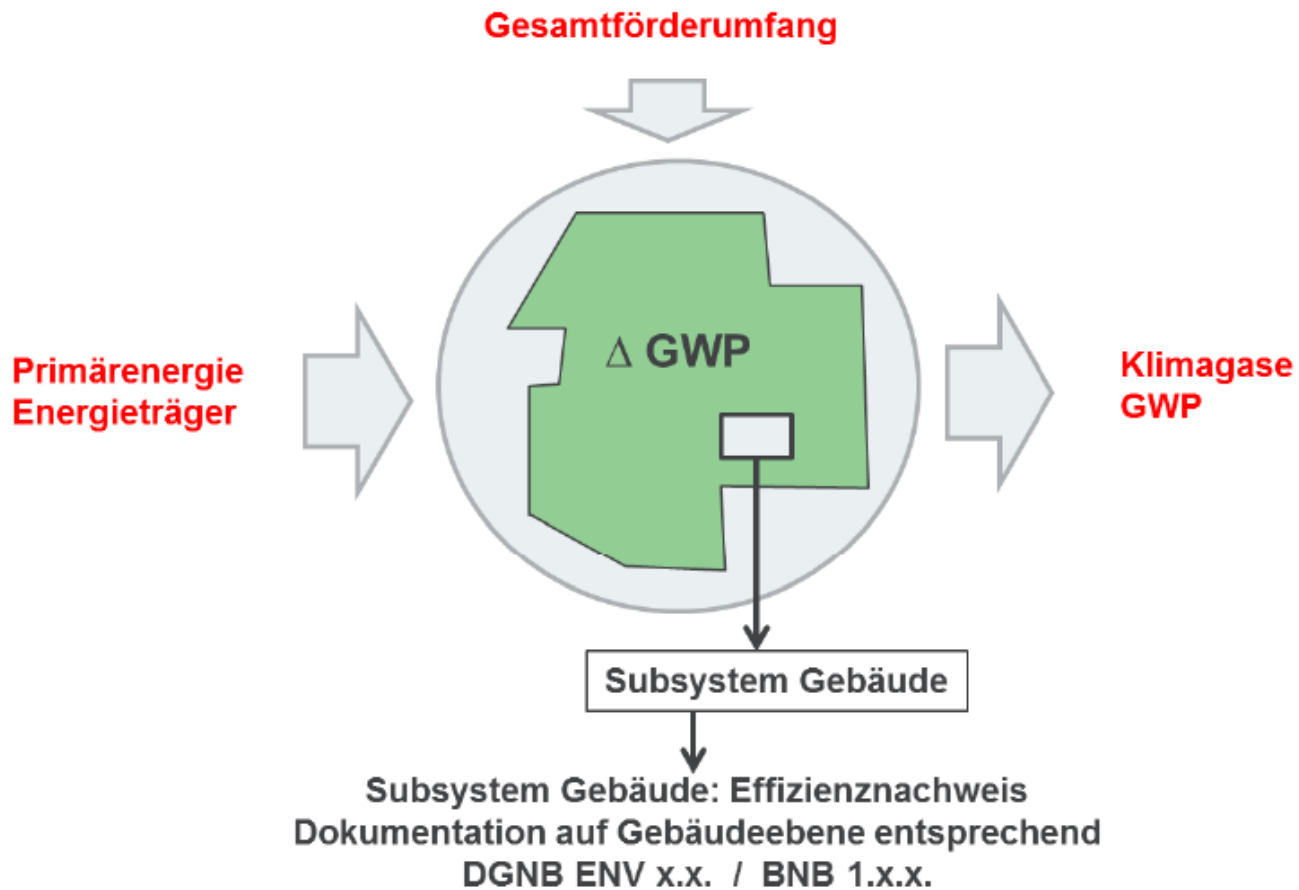 Gesamtförderumfang
Δ GWP
Primärenergie
Energieträger
Klimagase
GWP
Subsystem Gebäude
Subsystem Gebäude: Effizienznachweis
Dokumentation auf Gebäudeebene entsprechend
DGNB ENV x.x. / BNB 1.x.x.